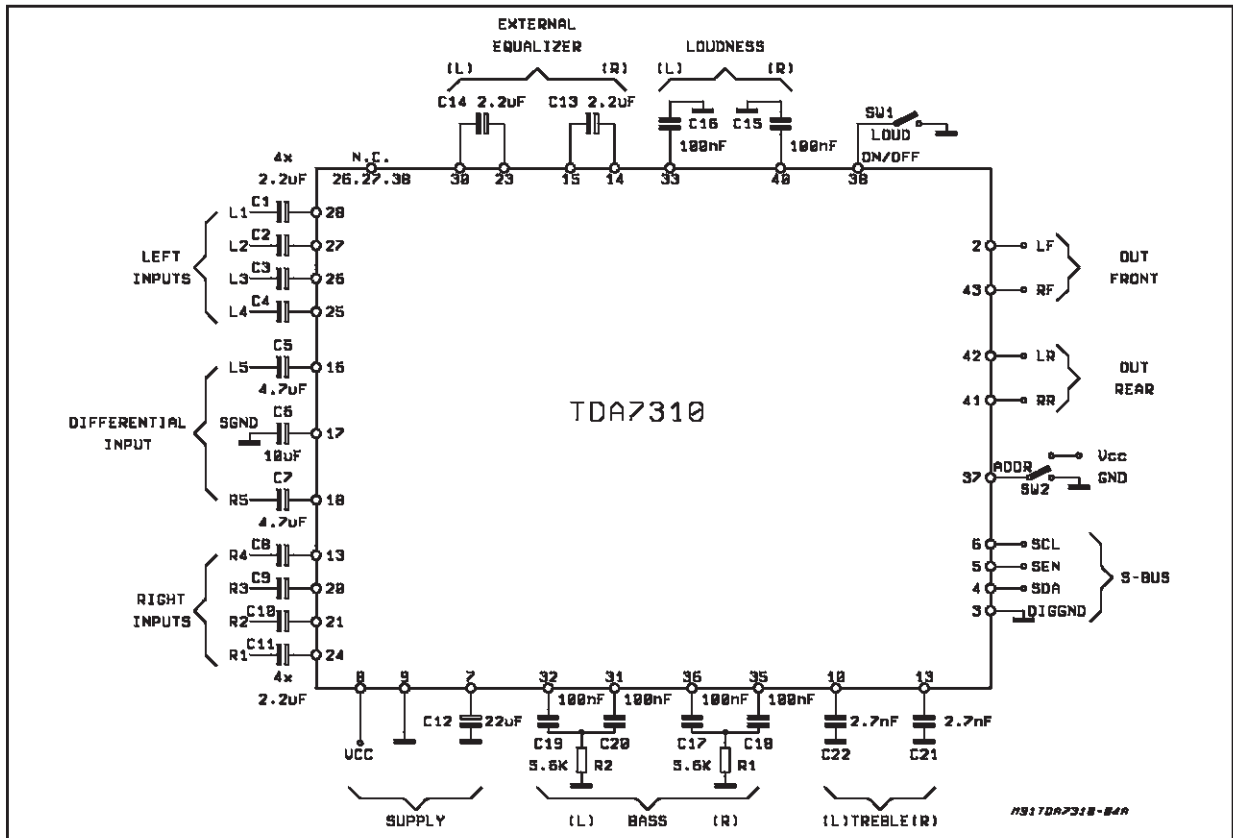 EXTERNAL
EQUALIZER
LOUDNESS
(L) (R) (L) (R)
C14 2.2uF C13 2.2uF
C16 C15
100nF 100nF
SW1
LOUD
ON/OFF
4x
2.2uF
N.C.
26.27.38
30 23 15 14 33 40 38
LEFT
INPUTS
L1 C1 28
L2 C2 27
L3 C3 26
L4 C4 25
DIFFERENTIAL
INPUT
C5
L5 16
4.7uF
C6
SGND 17
10uF
C7
R5 18
4.7uF
RIGHT
INPUTS
R4 C8 13
R3 C9 20
R2 C10 21
R1 C11 24
4x
2.2uF
TDA7310
2 LF
43 RF
OUT
FRONT
42 LR
41 RR
OUT
REAR
37 ADDR
SW2
Vcc
GND
6 SCL
5 SEN
4 SDA
3 DIGGND
S-BUS
8 9 7 32 31 36 35 10 13
100nF 100nF 100nF 100nF
C12 22uF
2.7nF 2.7nF
VCC
C19 C20 C17 C18 C22 C21
5.6K R2 5.6K R1
SUPPLY
(L) BASS (R)
(L)TREBLE(R)
M91TDA7310-04A